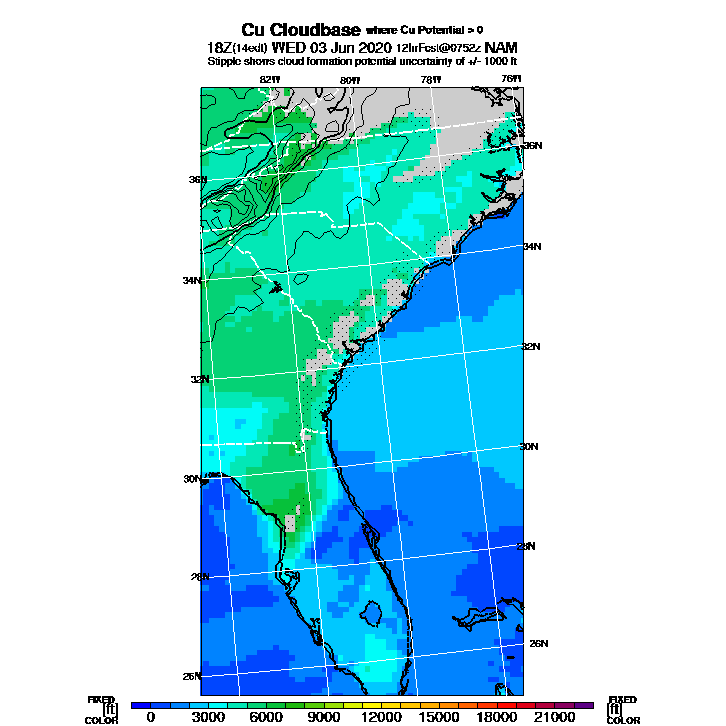 Cu Cloudbase where Cu Potential > 0
18Z(14edt) WED 03 Jun 2020 12hrFcst@0752z NAM
Stipple shows cloud formation potential uncertainty of +/- 1000 ft
82W 80W 78W 76W
36N
36N
34N
34N
32N
32N
30N
30N
28N
28N
26N
26N
FIXED FIXED
[ft] [ft]
COLOR COLOR
0 3000 6000 9000 12000 15000 18000 21000